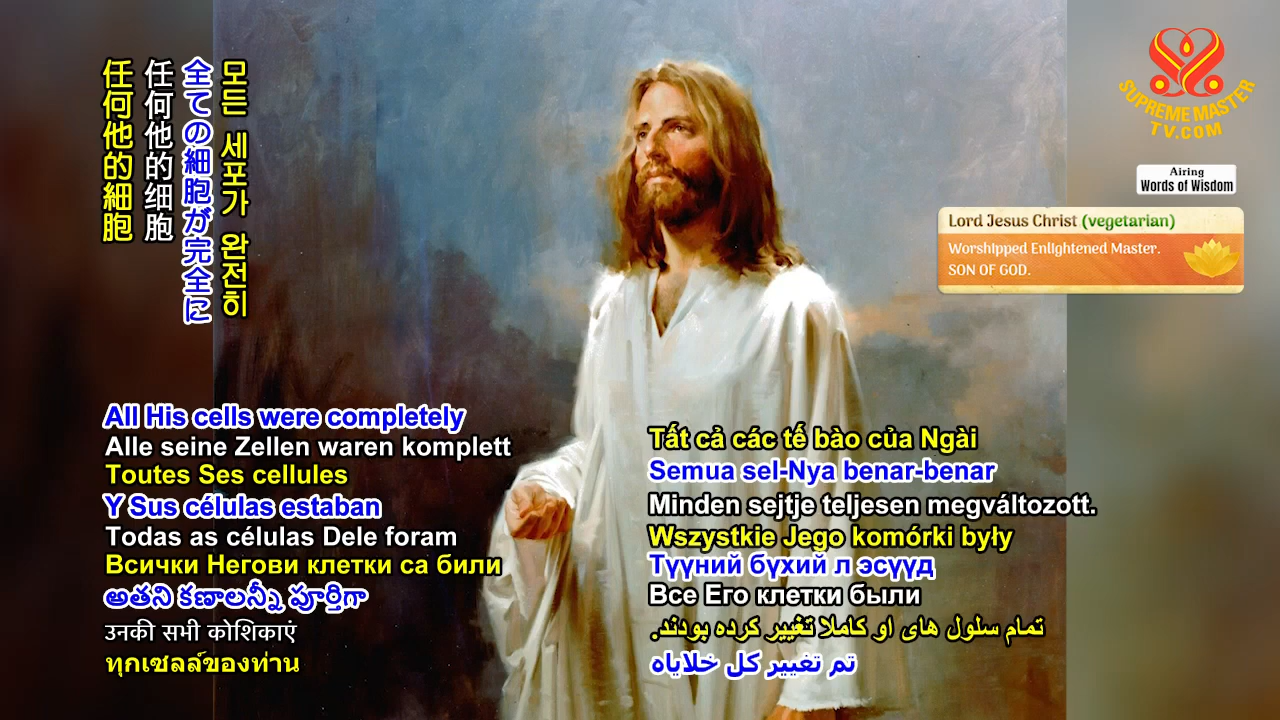 任何他的細胞
任何他的细胞
全ての細胞が完全に
모든 세포가 완전히
SUPREME MASTER
TV.COM
Airing
Words of Wisdom
Lord Jesus Christ (vegetarian)
Worshipped Enlightened Master.
SON OF GOD.
All His cells were completely
Alle seine Zellen waren komplett
Toutes Ses cellules
Y Sus células estaban
Todas as células Dele foram
Всички Негови клетки са били
అతని కణాలన్నీ పూర్తిగా
उनकी सभी कोशिकाएं
ทุกเซลล์ของท่าน
Tất cả các tế bào của Ngài
Semua sel-Nya benar-benar
Minden sejtje teljesen megváltozott.
Wszystkie Jego komórki były
Түүний бүхий л эсүүд
Все Его клетки были
تمام سلول های او کاملا تغییر کرده بودند.
تم تغيير كل خلاياه